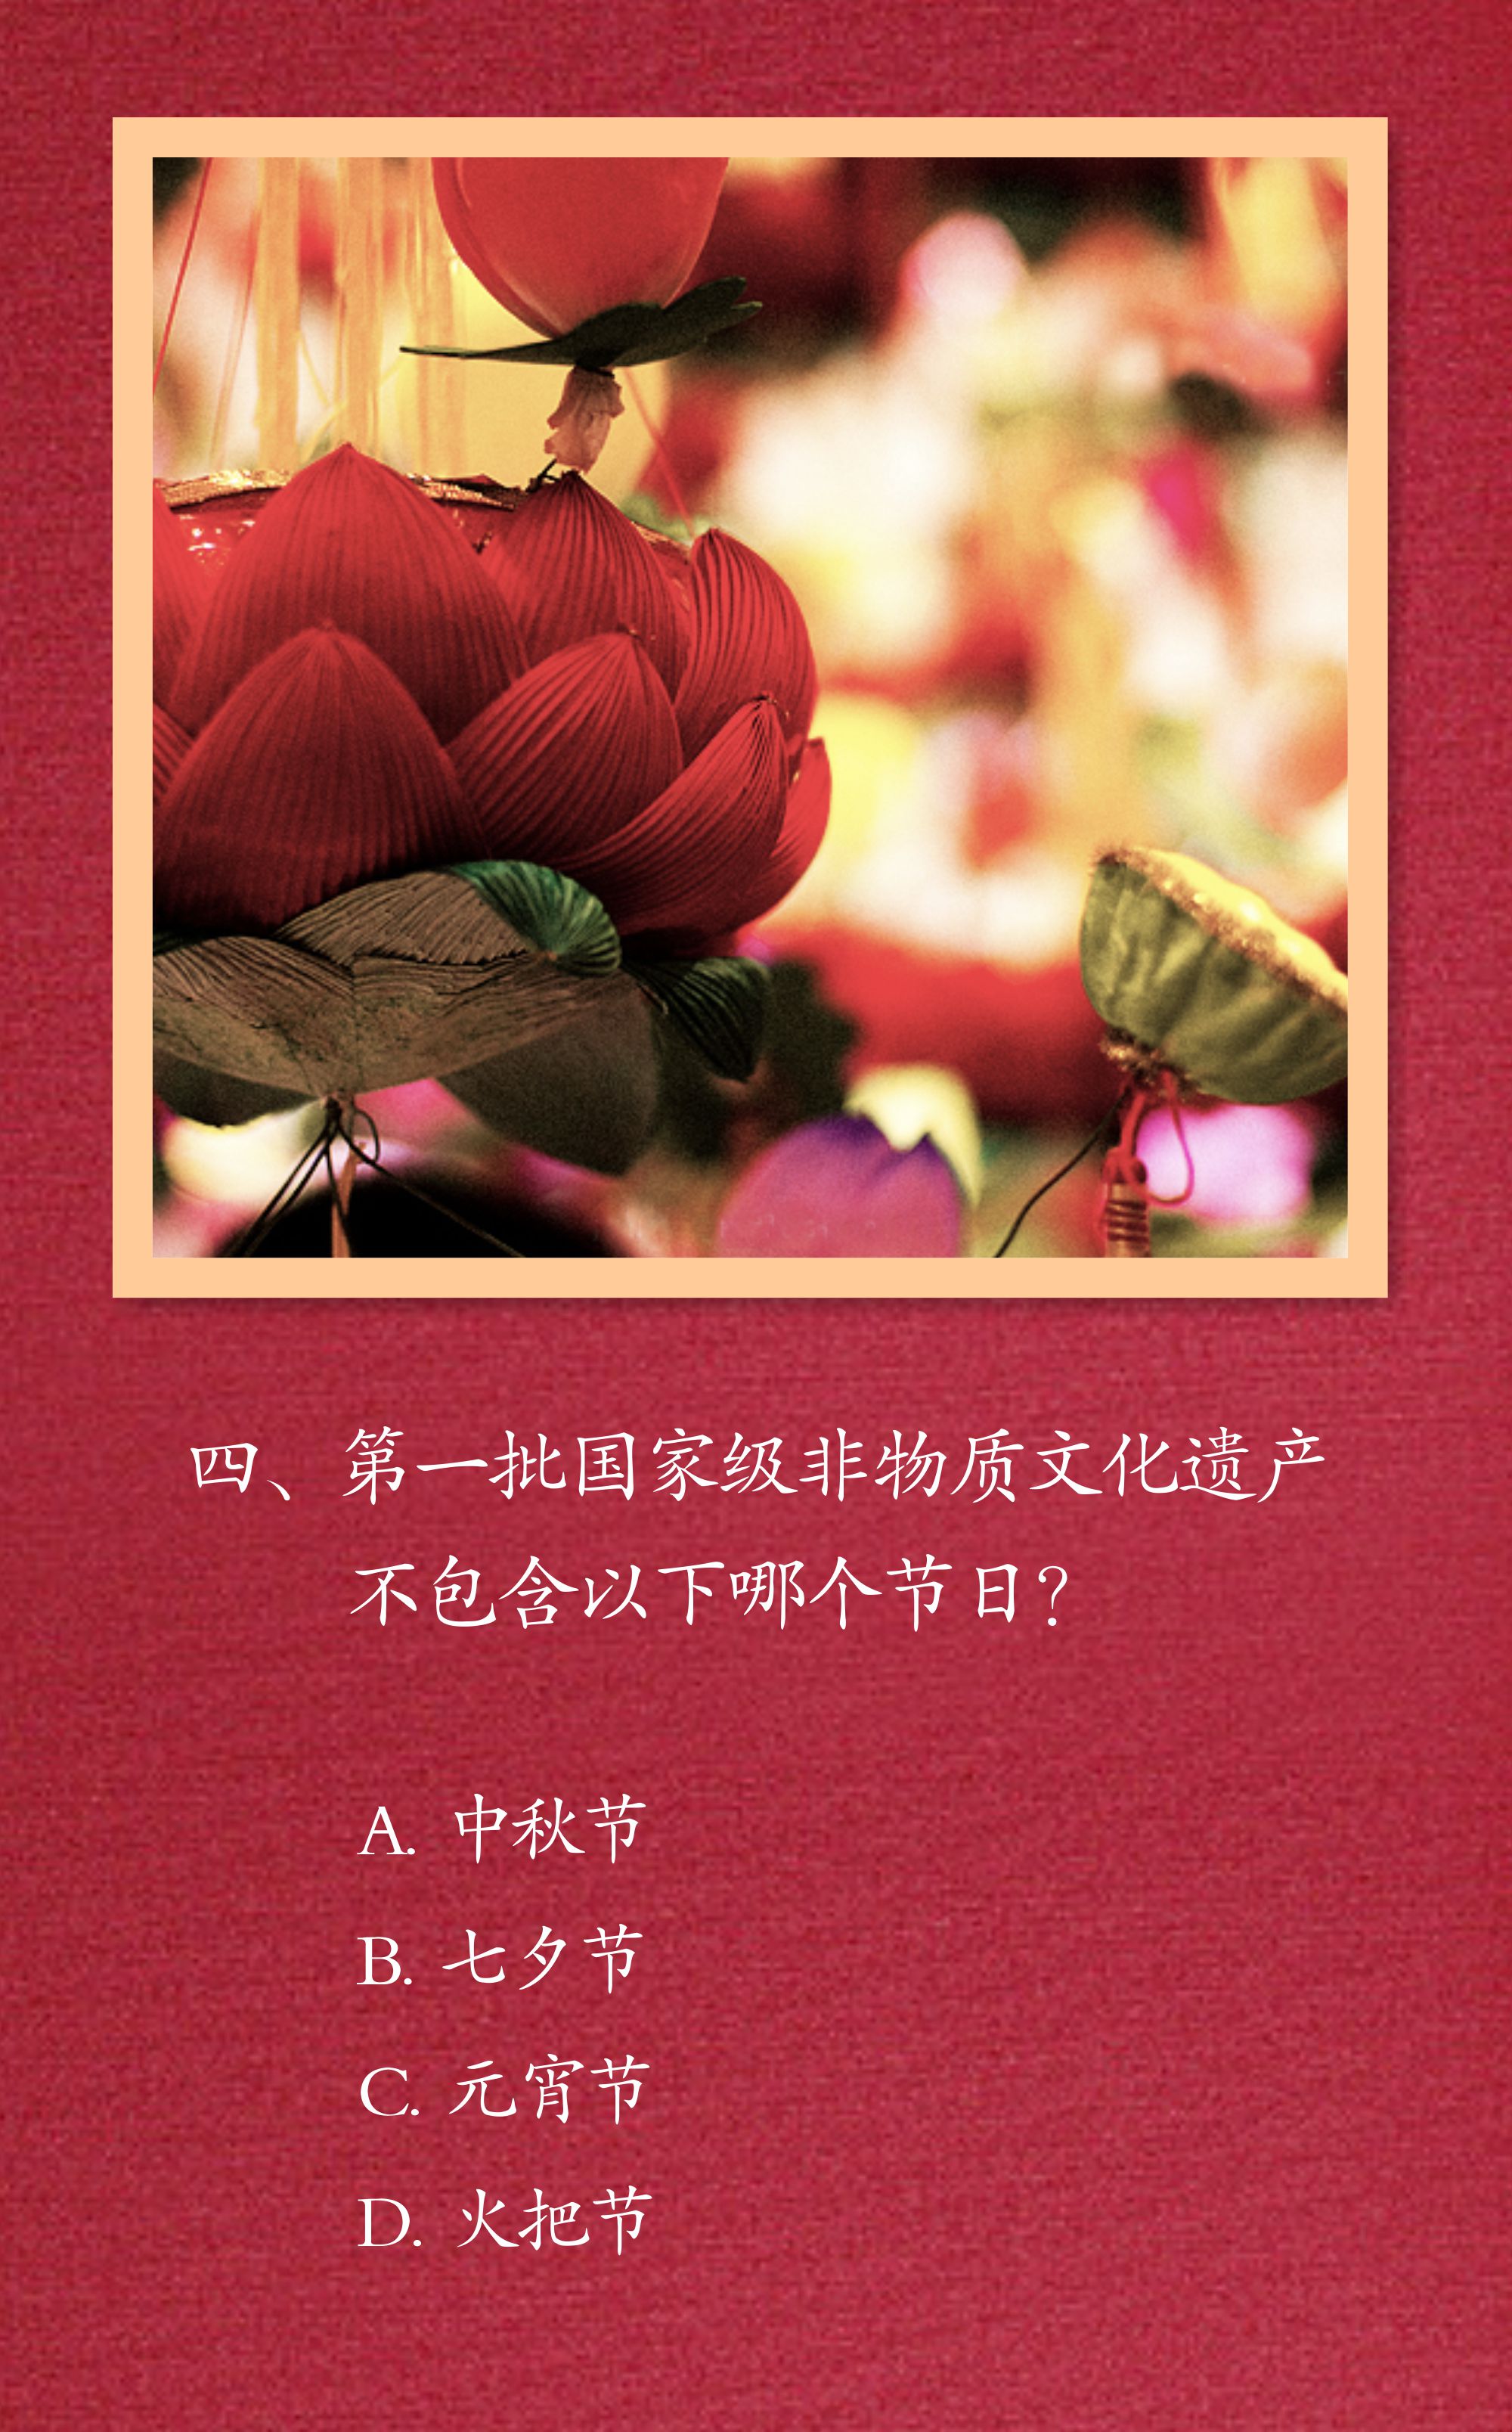 四、第一批国家级非物质文化遗产
不包含以下哪个节日？
A. 中秋节
B. 七夕节
C. 元宵节
D. 火把节